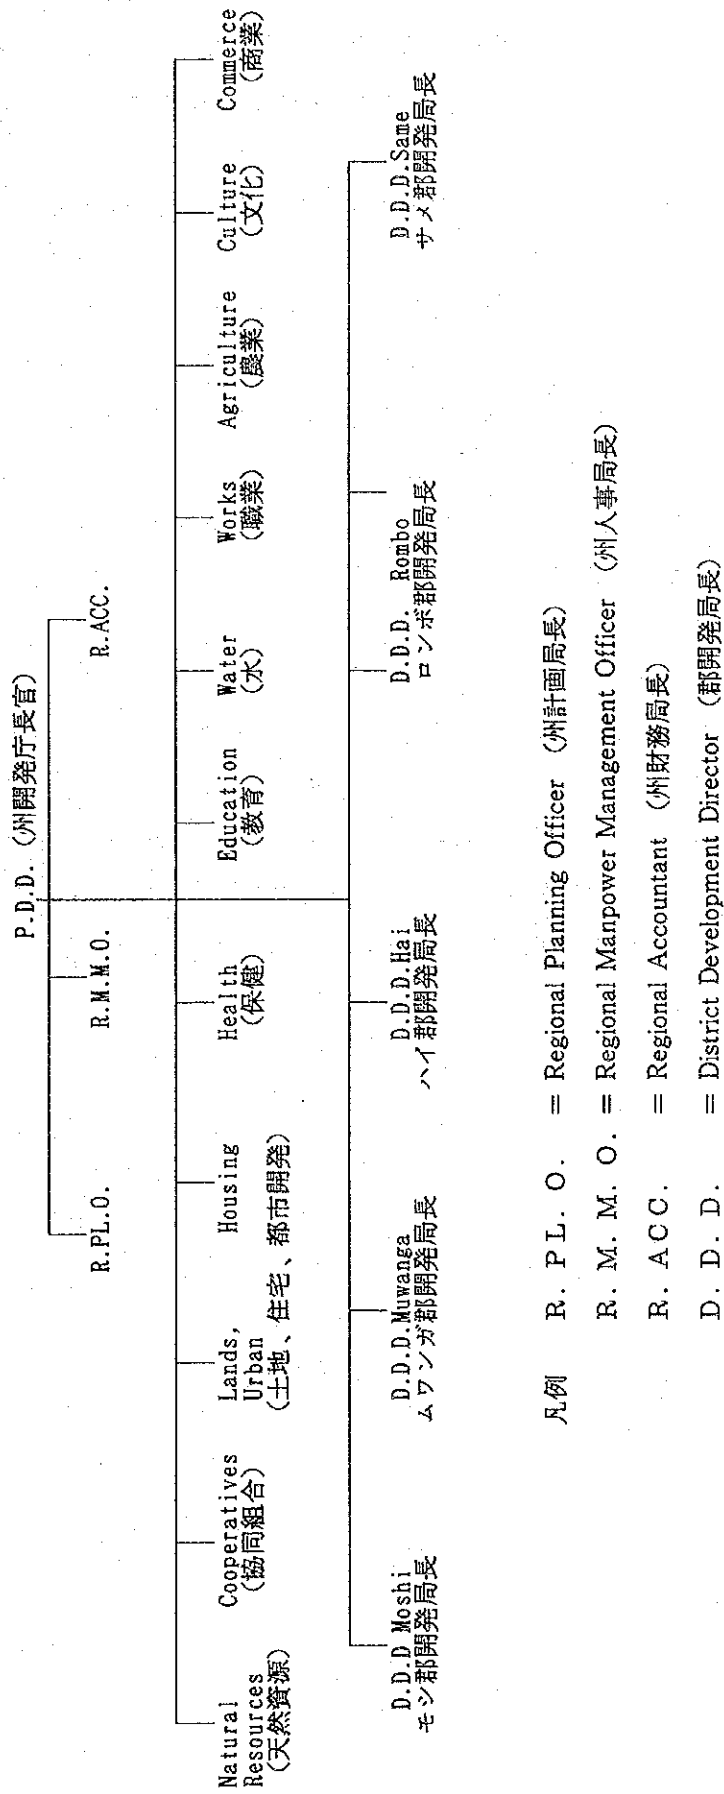 P.D.D. (州開発庁長官)
R.PL.O.
R.M.M.O.
R.ACC.
Natural
Resources
(天然資源)
Cooperatives
(協同組合)
Lands,
Urban
Housing
(土地、住宅、都市開発)
Health
(保健)
Education
(教育)
Water
(水)
Works
(職業)
Agriculture
(農業)
Culture
(文化)
Commerce
(商業)
D.D.D Moshi
モシ郡開発局長
D.D.D.Muwanga
ムワンガ郡開発局長
D.D.D.Hai
ハイ郡開発局長
D.D.D. Rombo
ロンボ郡開発局長
D.D.D.Same
サメ郡開発局長
凡例 R. PL. O. = Regional Planning Officer (州計画局長)
R. M. M. O. = Regional Manpower Management Officer (州人事局長)
R. ACC. = Regional Accountant (州財務局長)
D. D. D. = District Development Director (郡開発局長)